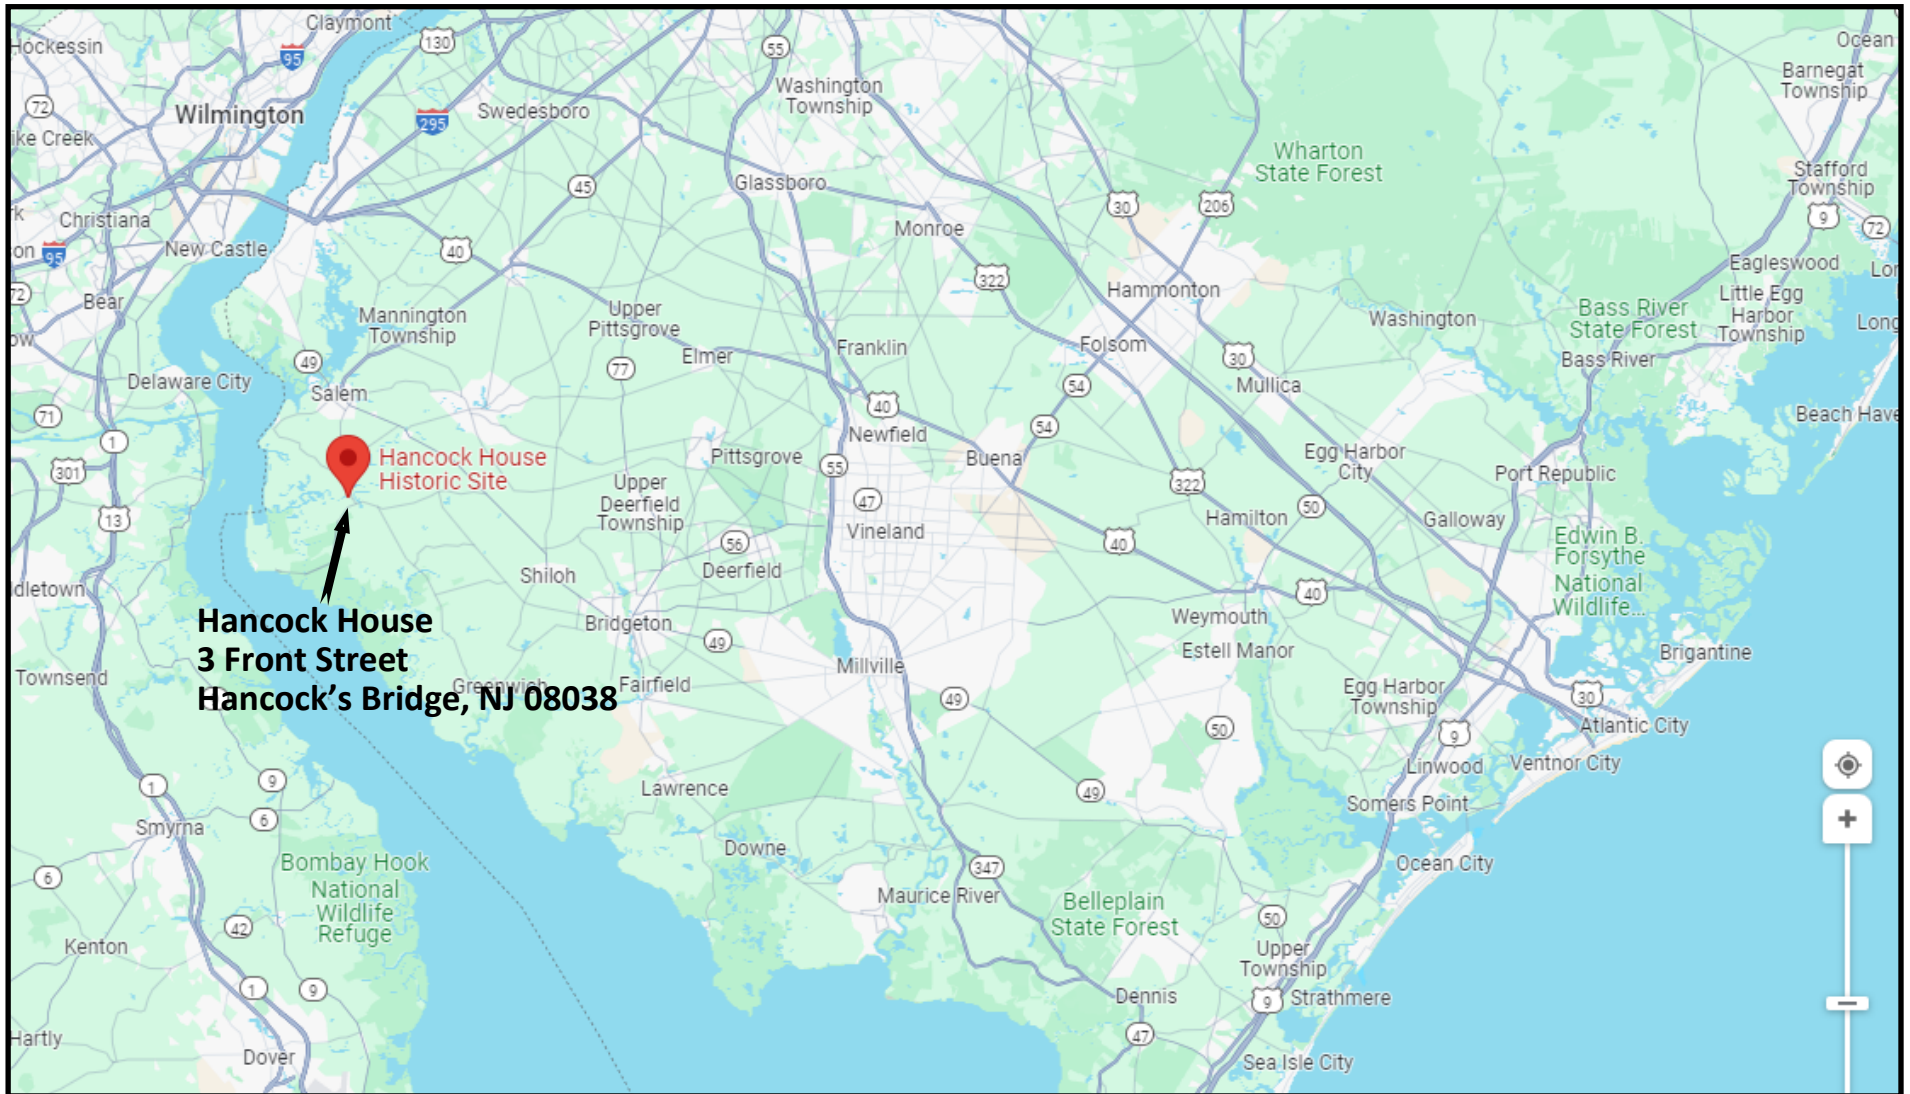 Claymont
Hockessin
95
130
55
Ocean
Barnegat
Township
Washington
Township
72
Wilmington
295
Swedesboro
ike Creek
Wharton
State Forest
Stafford
Township
45
Glassboro
30
206
9
72
k
Christiana
Monroe
New Castle
on
95
40
322
Eagleswood
Lor
72
Bear
Hammonton
Little Egg
Harbor
Township
Mannington
Township
Upper
Pittsgrove
Washington
Bass River
State Forest
Long
ow
Franklin
Folsom
Elmer
30
Bass River
49
77
Delaware City
Salem
54
Mullica
71
40
Beach Have
1
Newfield
54
301
Hancock House
Historic Site
Pittsgrove
55
Buena
Egg Harbor
City
Port Republic
322
Upper
Deerfield
Township
47
50
13
Vineland
Hamilton
Galloway
56
40
Edwin B.
Forsythe
National
Wildlife...
Shiloh
Deerfield
ldletown
40
Hancock House
3 Front Street
Hancock’s Bridge, NJ 08038
Bridgeton
49
Weymouth
Estell Manor
Brigantine
Townsend
Greenwich
Fairfield
Millville
49
Egg Harbor
Township
30
50
9
Atlantic City
Linwood
Ventnor City
1
9
Lawrence
49
Somers Point
6
Smyrna
Downe
Bombay Hook
National
Wildlife
Refuge
Ocean City
6
347
Maurice River
Belleplain
State Forest
42
50
Kenton
Upper
Township
1
9
Dennis
9
Strathmere
Hartly
47
Dover
Sea Isle City